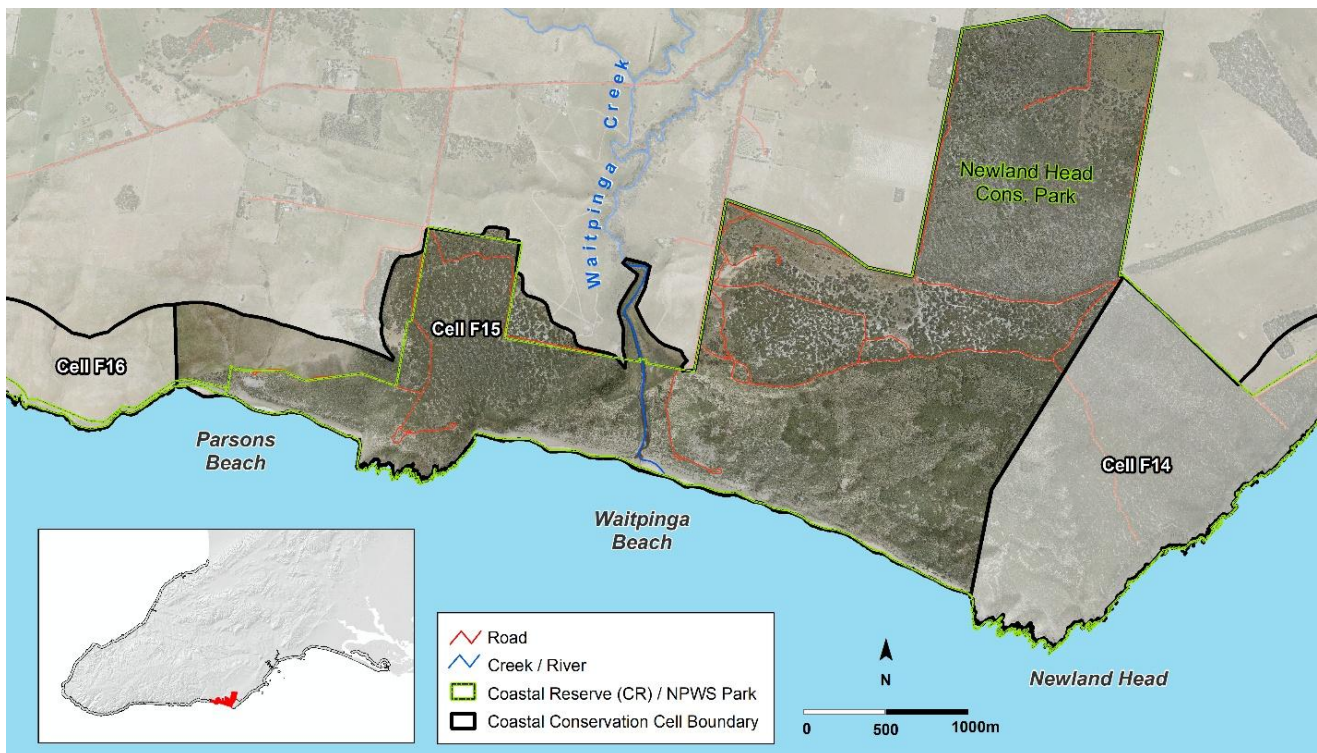 Waitpinga Creek
Newland Head
Cons. Park
Cell F15
Cell F16
Parsons
Beach
Cell F14
Waitpinga
Beach
Newland Head
Road
Creek / River
Coastal Reserve (CR) / NPWS Park
Coastal Conservation Cell Boundary
N
0 500 1000m